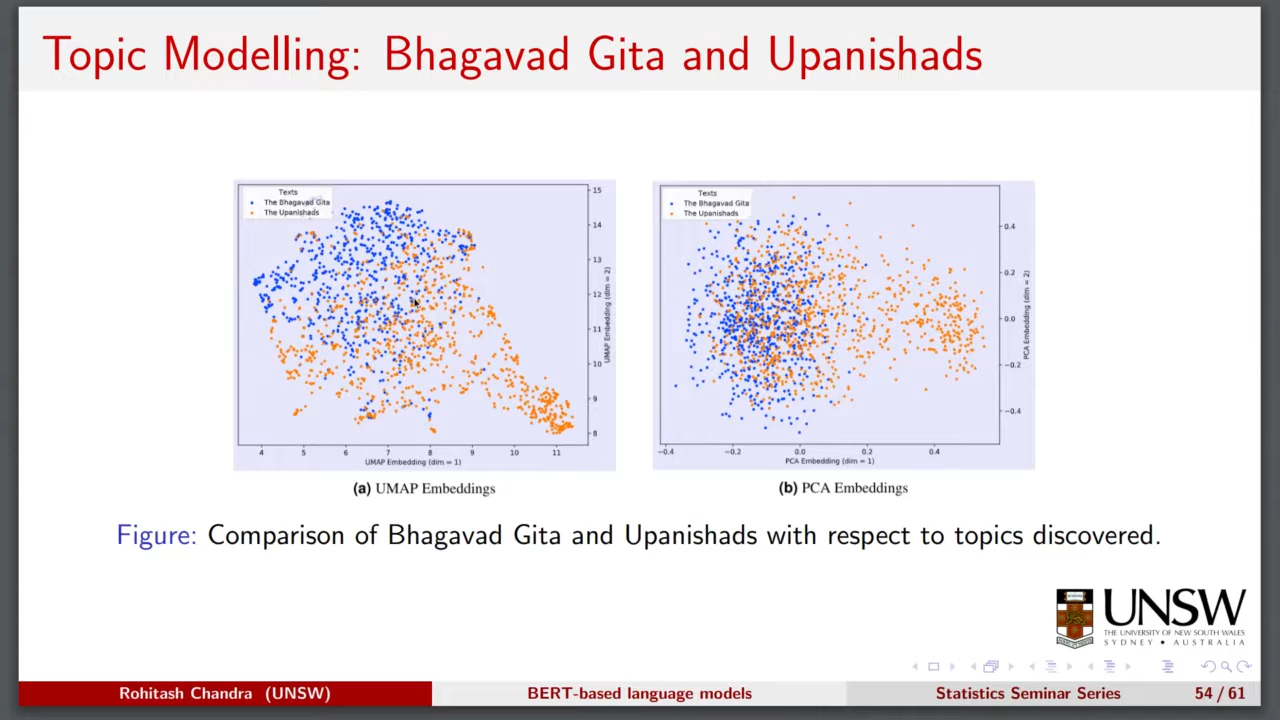 Topic Modelling: Bhagavad Gita and Upanishads
Texts
The Bhagavad Gita
The Upanishads
15
14
13
12
11
10
9
8
UMAP Embedding (dim = 2)
4 5 6 7 8 9 10 11
UMAP Embedding (dim = 1)
(a) UMAP Embeddings
Texts
The Bhagavad Gita
The Upanishads
0.4
0.2
0.0
−0.2
−0.4
PCA Embedding (dim = 2)
−0.4 −0.2 0.0 0.2 0.4
PCA Embedding (dim = 1)
(b) PCA Embeddings
Figure: Comparison of Bhagavad Gita and Upanishads with respect to topics discovered.
UNSW
THE UNIVERSITY OF NEW SOUTH WALES
SYDNEY • AUSTRALIA
Rohitash Chandra (UNSW) BERT-based language models Statistics Seminar Series 54 / 61